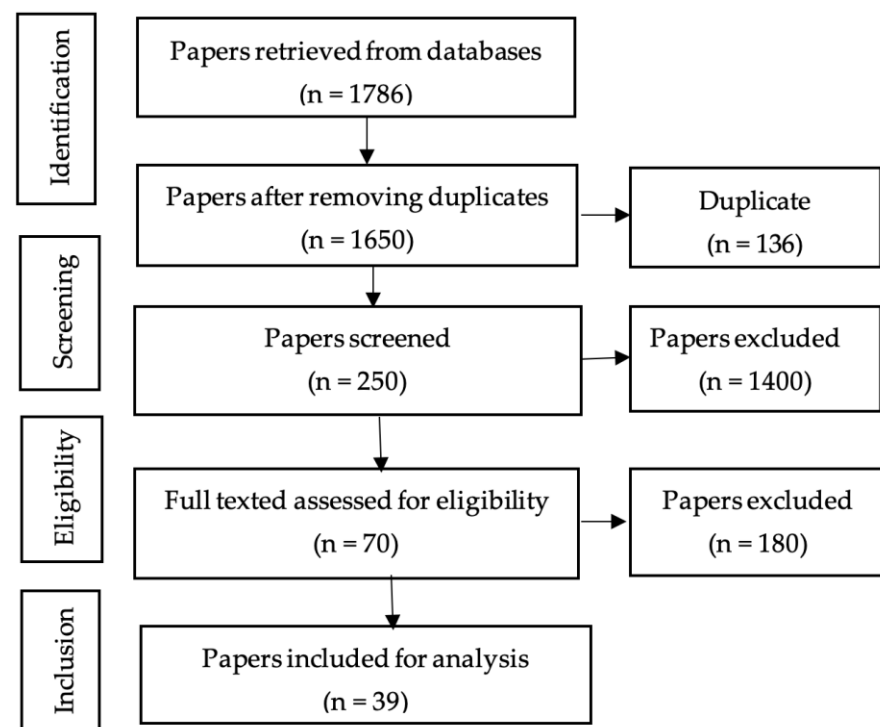 Identification
Papers retrieved from databases
(n = 1786)
Papers after removing duplicates
(n = 1650)
Duplicate
(n = 136)
Screening
Papers screened
(n = 250)
Papers excluded
(n = 1400)
Eligibility
Full texted assessed for eligibility
(n = 70)
Papers excluded
(n = 180)
Inclusion
Papers included for analysis
(n = 39)